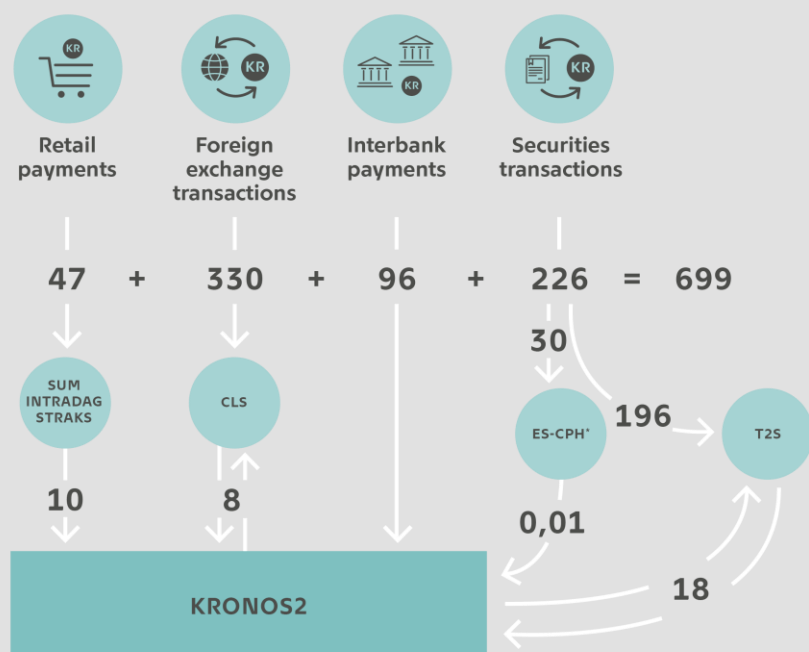 KR
KR
KR
KR
Retail
payments
Foreign
exchange
transactions
Interbank
payments
Securities
transactions
47 + 330 + 96 + 226 = 699
30
SUM
INTRADAG
STRAKS
CLS
ES-CPH*
196
T2S
10
8
0,01
18
KRONOS2